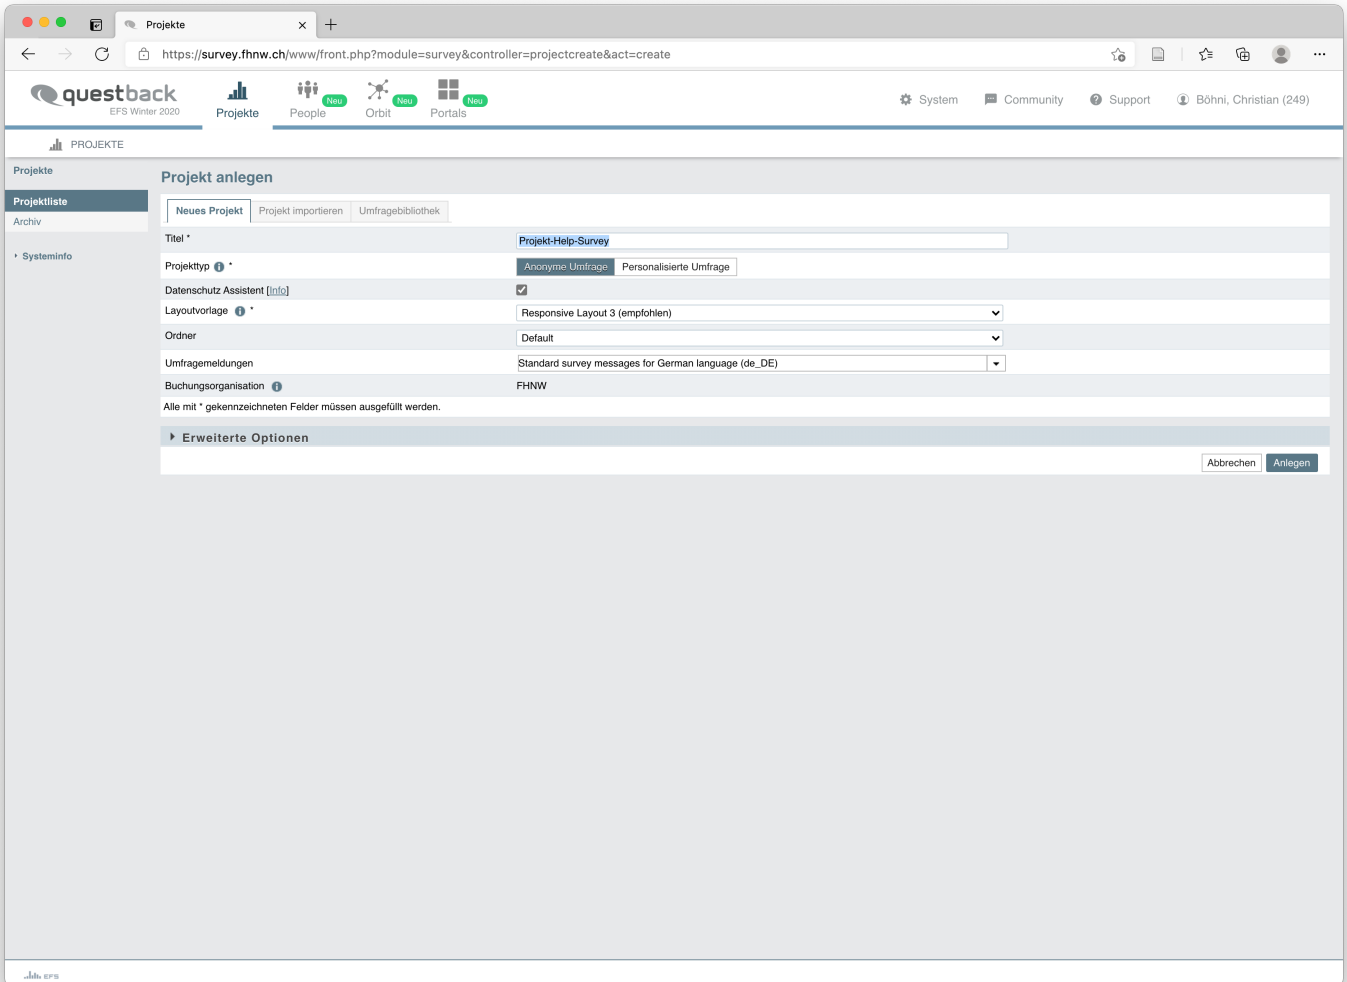 Projekte
https://survey.fhnw.ch/www/front.php?module=survey&controller=projectcreate&act=create
questback
EFS Winter 2020
Projekte
People Neu
Orbit Neu
Portals Neu
System
Community
Support
Böhni, Christian (249)
PROJEKTE
Projekte
Projektliste
Archiv
Systeminfo
Projekt anlegen
Neues Projekt Projekt importieren Umfragebibliothek
Titel * Projekt-Help-Survey
Projekttyp i * Anonyme Umfrage Personalisierte Umfrage
Datenschutz Assistent [Info]
Layoutvorlage i * Responsive Layout 3 (empfohlen)
Ordner Default
Umfragemeldungen Standard survey messages for German language (de_DE)
Buchungsorganisation i FHNW
Alle mit * gekennzeichneten Felder müssen ausgefüllt werden.
Erweiterte Optionen
Abbrechen Anlegen
EFS